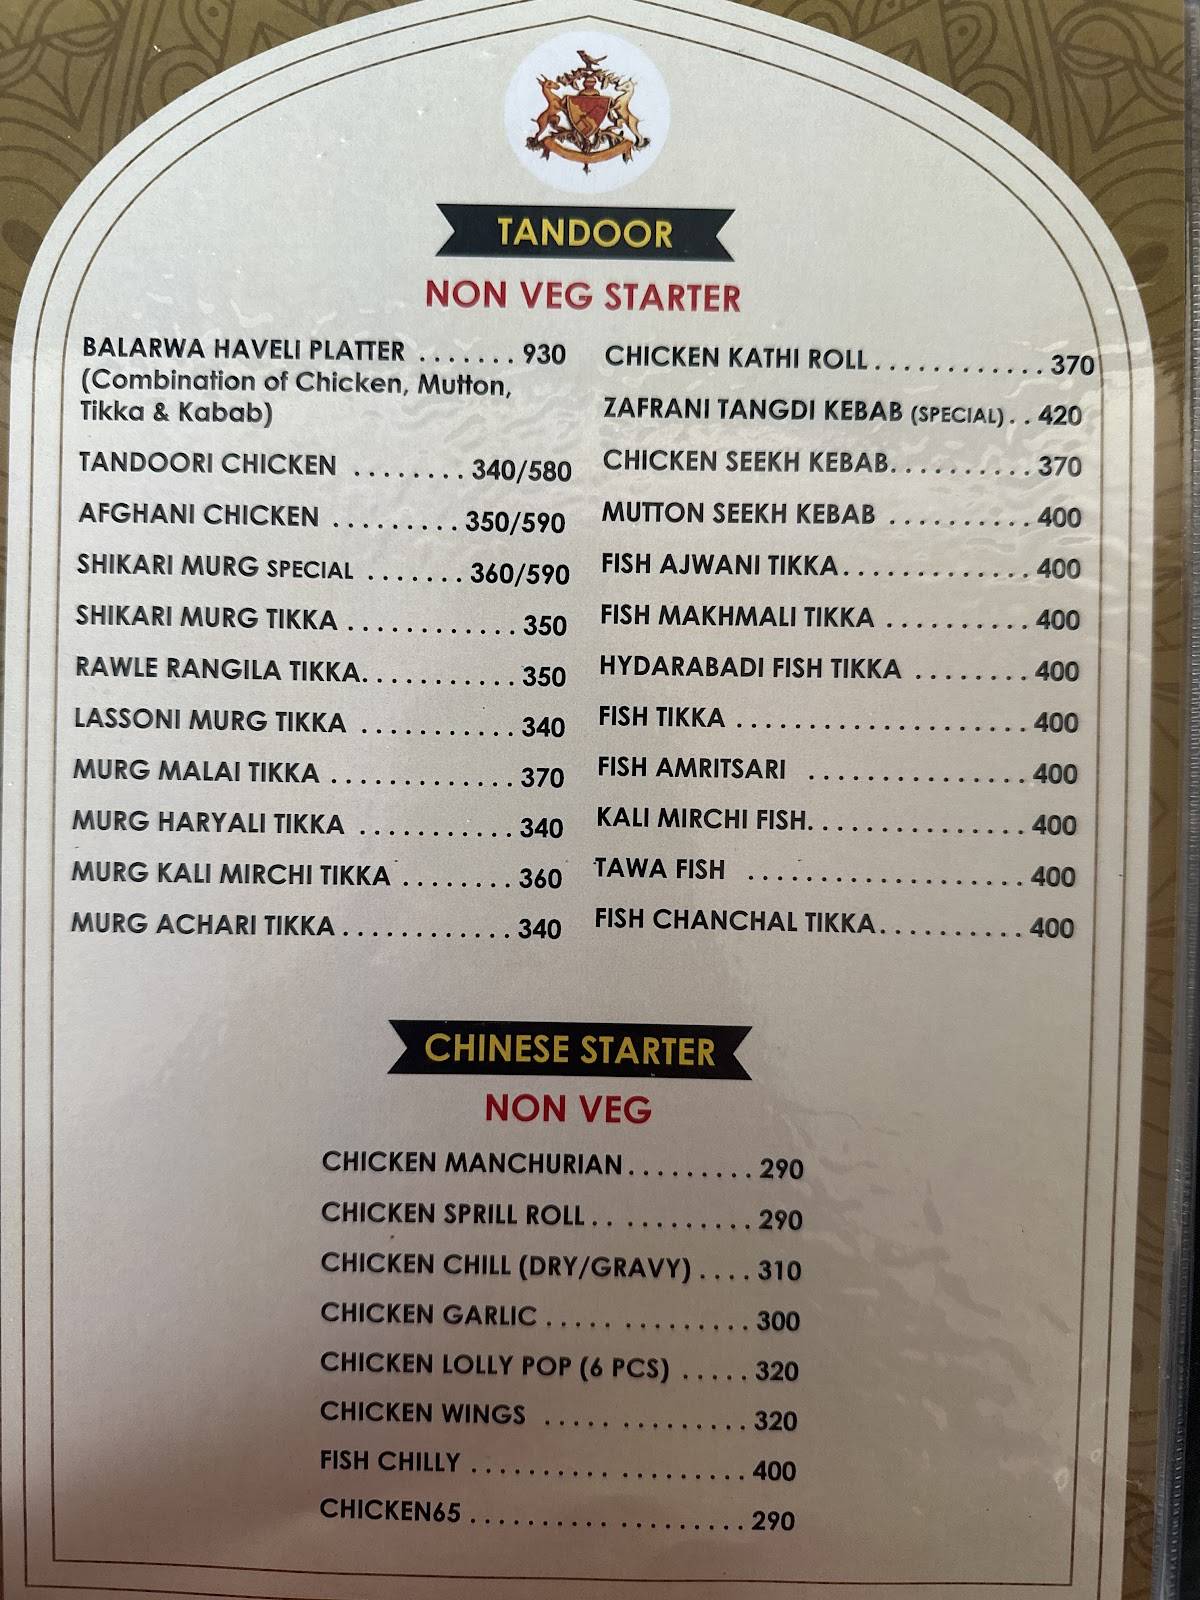 TANDOOR
NON VEG STARTER
BALARWA HAVELI PLATTER ....... 930
(Combination of Chicken, Mutton,
Tikka & Kabab)
TANDOORI CHICKEN ........ 340/580
AFGHANI CHICKEN ......... 350/590
SHIKARI MURG SPECIAL ....... 360/590
SHIKARI MURG TIKKA ............ 350
RAWLE RANGILA TIKKA........... 350
LASSONI MURG TIKKA ........... 340
MURG MALAI TIKKA ............. 370
MURG HARYALI TIKKA ........... 340
MURG KALI MIRCHI TIKKA ........ 360
MURG ACHARI TIKKA ............ 340
CHICKEN KATHI ROLL ............ 370
ZAFRANI TANGDI KEBAB (SPECIAL) .. 420
CHICKEN SEEKH KEBAB.......... 370
MUTTON SEEKH KEBAB .......... 400
FISH AJWANI TIKKA............. 400
FISH MAKHMALI TIKKA .......... 400
HYDARABADI FISH TIKKA ........ 400
FISH TIKKA .................... 400
FISH AMRITSARI ............... 400
KALI MIRCHI FISH............... 400
TAWA FISH ................... 400
FISH CHANCHAL TIKKA.......... 400
CHINESE STARTER
NON VEG
CHICKEN MANCHURIAN ......... 290
CHICKEN SPRILL ROLL .. ......... 290
CHICKEN CHILL (DRY/GRAVY) .... 310
CHICKEN GARLIC ..... ......... 300
CHICKEN LOLLY POP (6 PCS) ..... 320
CHICKEN WINGS .... ......... 320
FISH CHILLY .......... ......... 400
CHICKEN65 .......... ......... 290